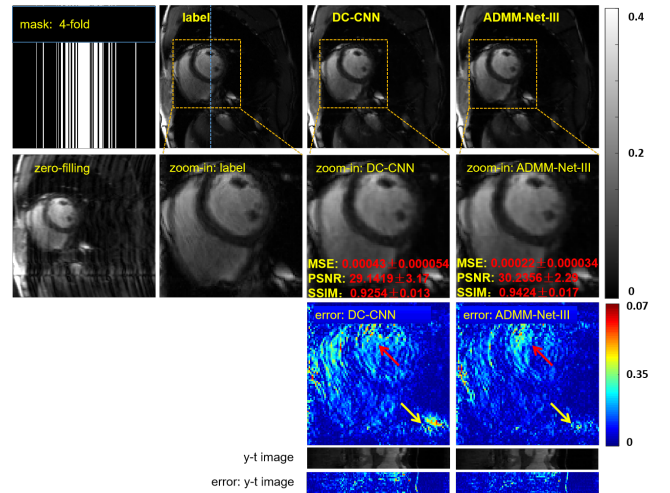 mask: 4-fold
label
DC-CNN
ADMM-Net-III
0.4
0.2
0
zero-filling
zoom-in: label
zoom-in: DC-CNN
zoom-in: ADMM-Net-III
MSE: 0.00043±0.000054
PSNR: 29.1419±3.17
SSIM: 0.9254±0.013
MSE: 0.00022±0.000034
PSNR: 30.2356±2.23
SSIM: 0.9424±0.017
error: DC-CNN
error: ADMM-Net-III
0.07
0.35
0
y-t image
error: y-t image